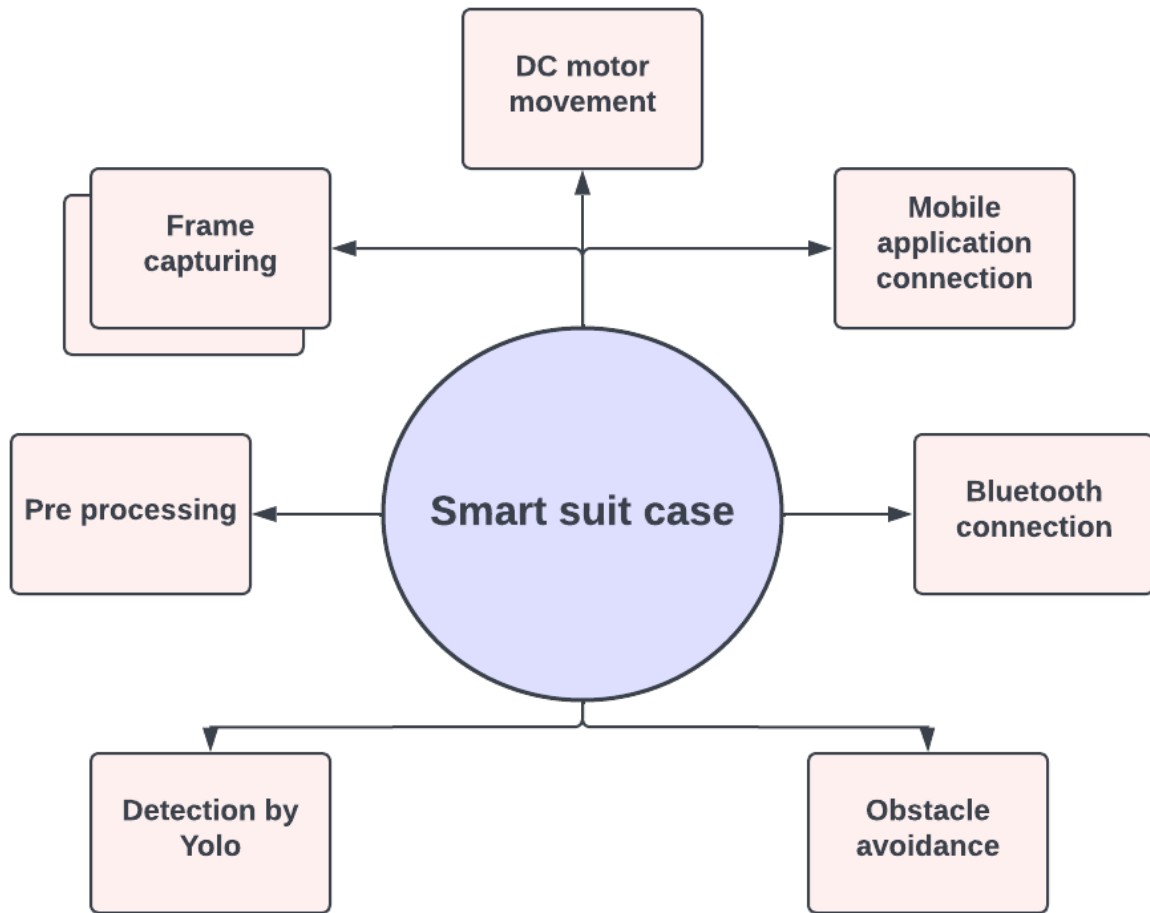 DC motor
movement
Frame
capturing
Mobile
application
connection
Pre processing
Smart suit case
Bluetooth
connection
Detection by
Yolo
Obstacle
avoidance